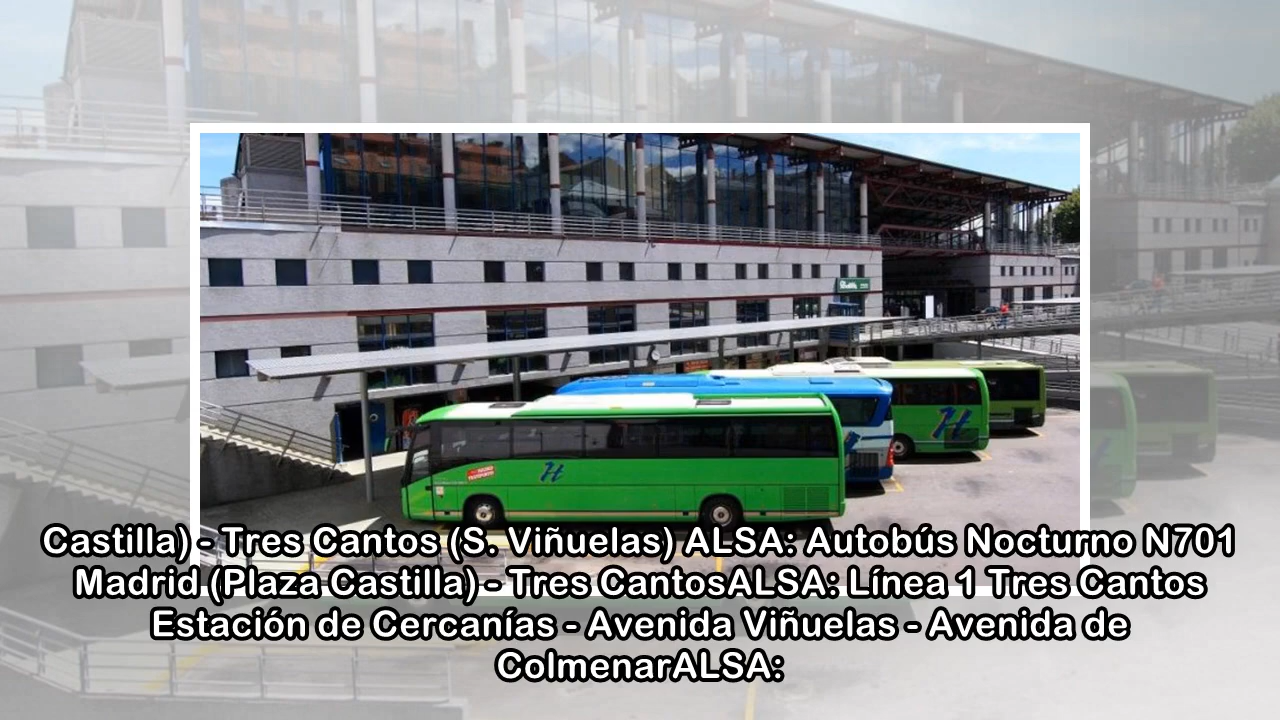 H
H
Castilla) - Tres Cantos (S. Viñuelas) ALSA: Autobús Nocturno N701
Madrid (Plaza Castilla) - Tres CantosALSA: Línea 1 Tres Cantos
Estación de Cercanías - Avenida Viñuelas - Avenida de
ColmenarALSA: